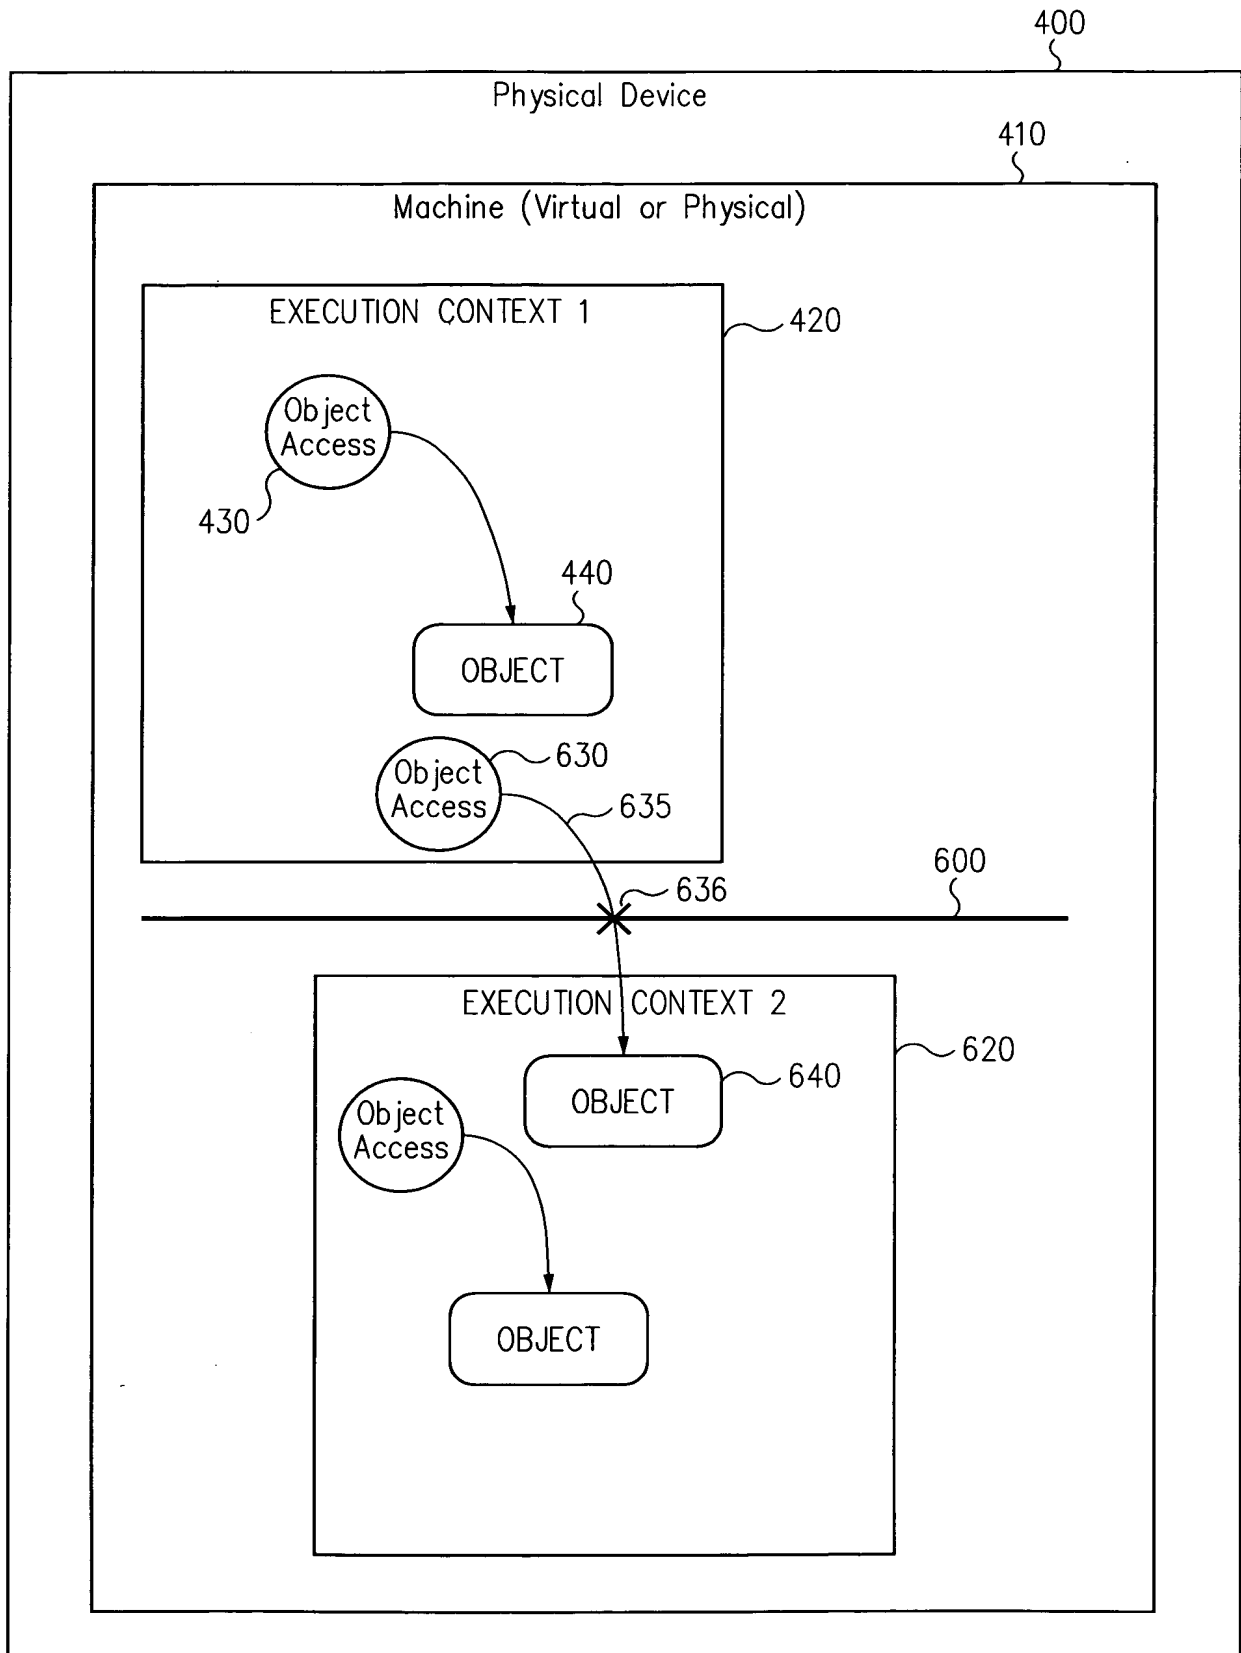 400
Physical Device
410
Machine (Virtual or Physical)
EXECUTION CONTEXT 1
420
Object
Access
430
440
OBJECT
630
Object
Access
635
636
600
EXECUTION CONTEXT 2
620
640
OBJECT
Object
Access
OBJECT